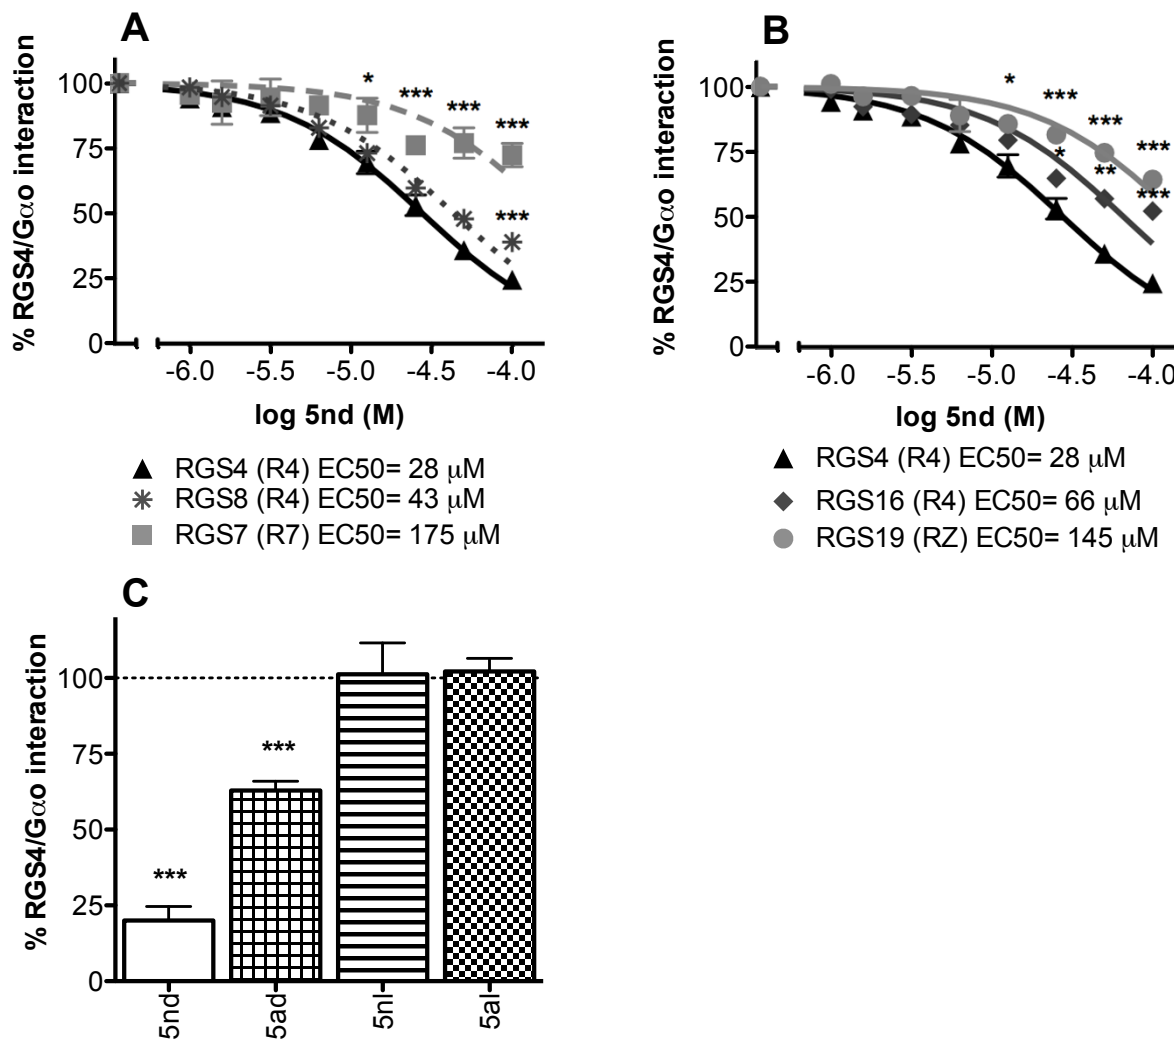 A
% RGS4/Gαo interaction
100
75
50
25
0
*
***
***
***
***
-6.0 -5.5 -5.0 -4.5 -4.0
log 5nd (M)
RGS4 (R4) EC50= 28 μM
RGS8 (R4) EC50= 43 μM
RGS7 (R7) EC50= 175 μM
B
% RGS4/Gαo interaction
100
75
50
25
0
*
***
***
***
*
**
***
-6.0 -5.5 -5.0 -4.5 -4.0
log 5nd (M)
RGS4 (R4) EC50= 28 μM
RGS16 (R4) EC50= 66 μM
RGS19 (RZ) EC50= 145 μM
C
% RGS4/Gαo interaction
100
75
50
25
0
***
***
5nd
5ad
5nl
5al